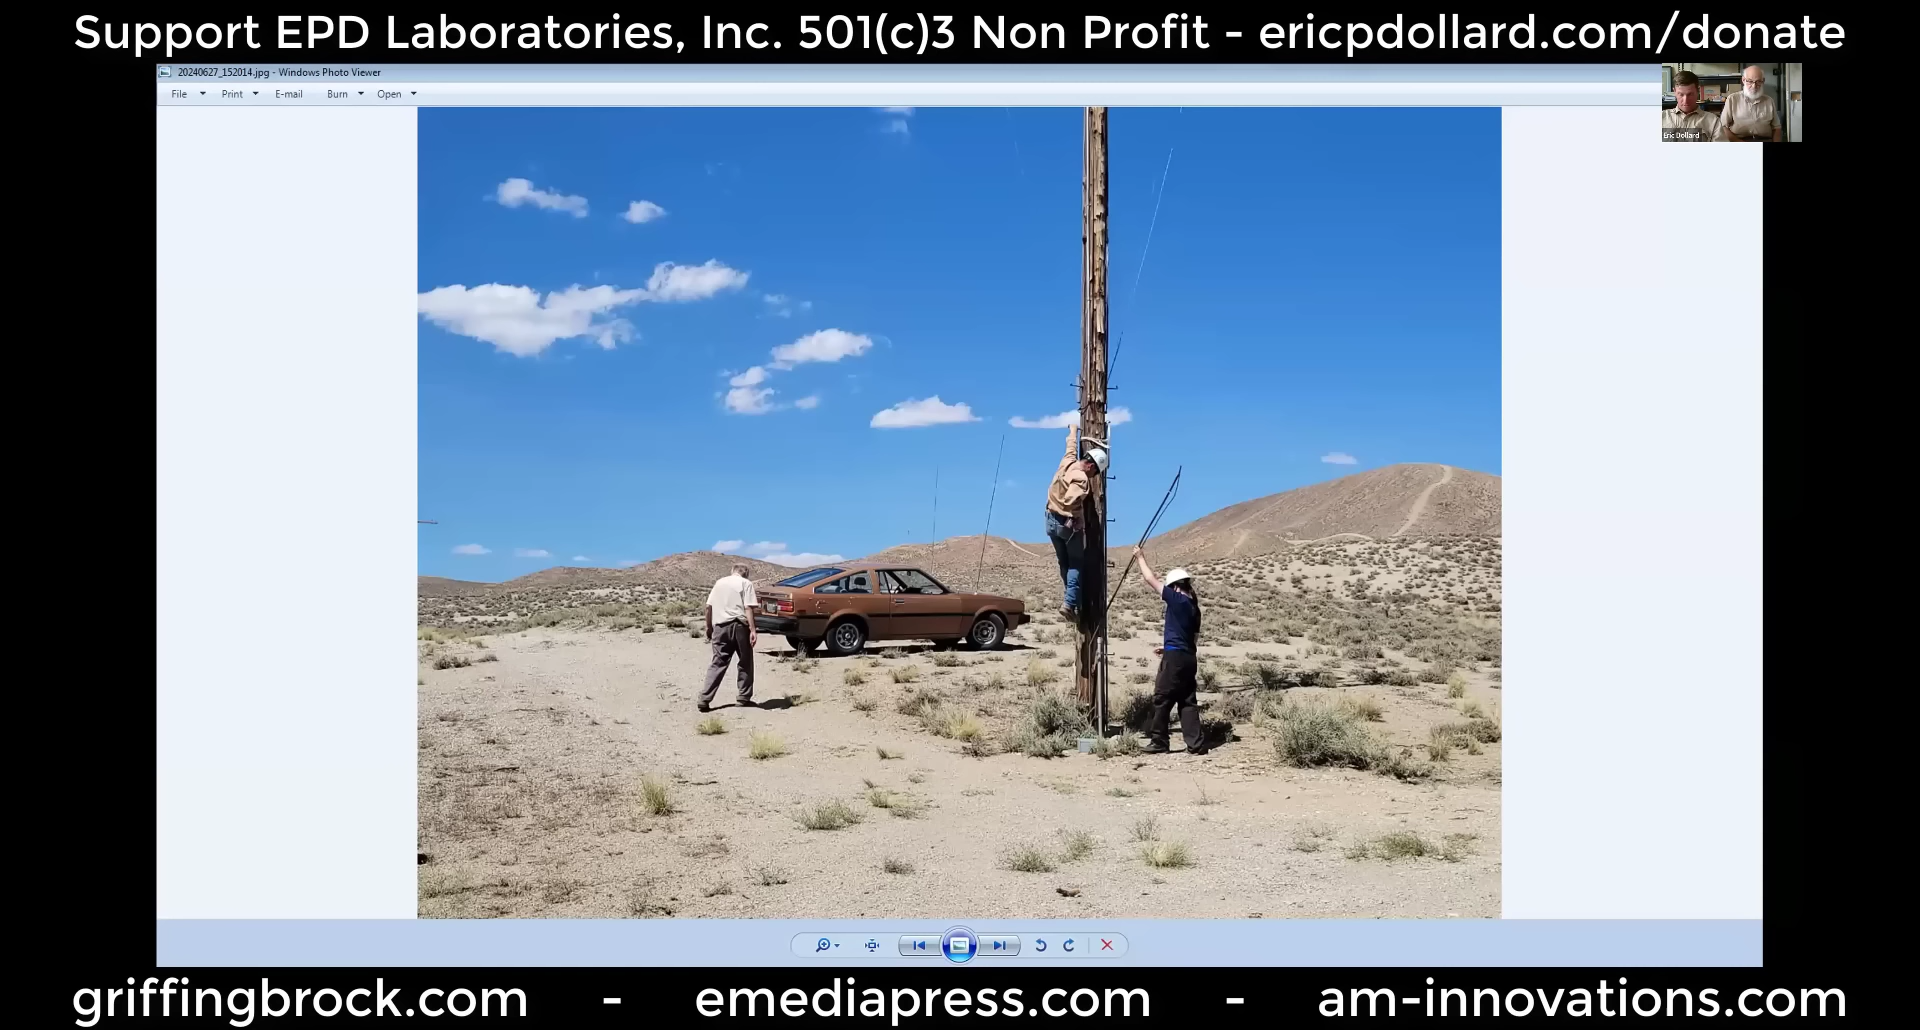 Support EPD Laboratories, Inc. 501(c)3 Non Profit - ericpdollard.com/donate
20240627_152014.jpg - Windows Photo Viewer
File Print E-mail Burn Open
Eric Dollard
griffingbrock.com - emediapress.com - am-innovations.com